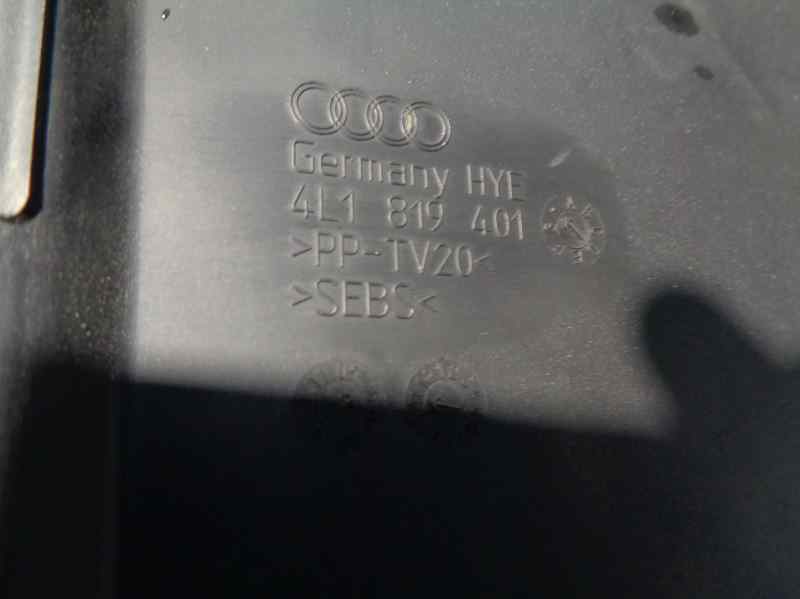 Germany HYE
4L1 819 401
>PP-TV20<
>SEBS<